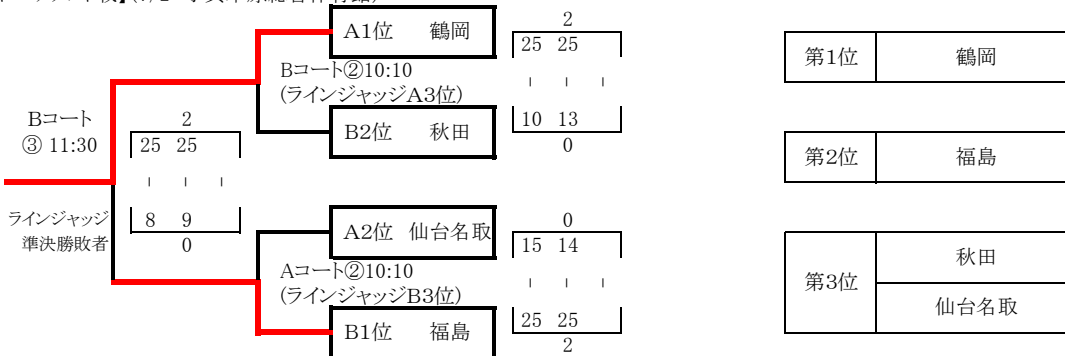 A1位 鶴岡
2
25 25
Bコート②10:10
(ラインジャッジA3位)
- - -
B2位 秋田
10 13
0
Bコート
③ 11:30
2
25 25
- - -
ラインジャッジ
準決勝敗者
8 9
0
A2位 仙台名取
0
15 14
Aコート②10:10
(ラインジャッジB3位)
- - -
B1位 福島
25 25
2
第1位 鶴岡
第2位 福島
第3位 秋田
仙台名取